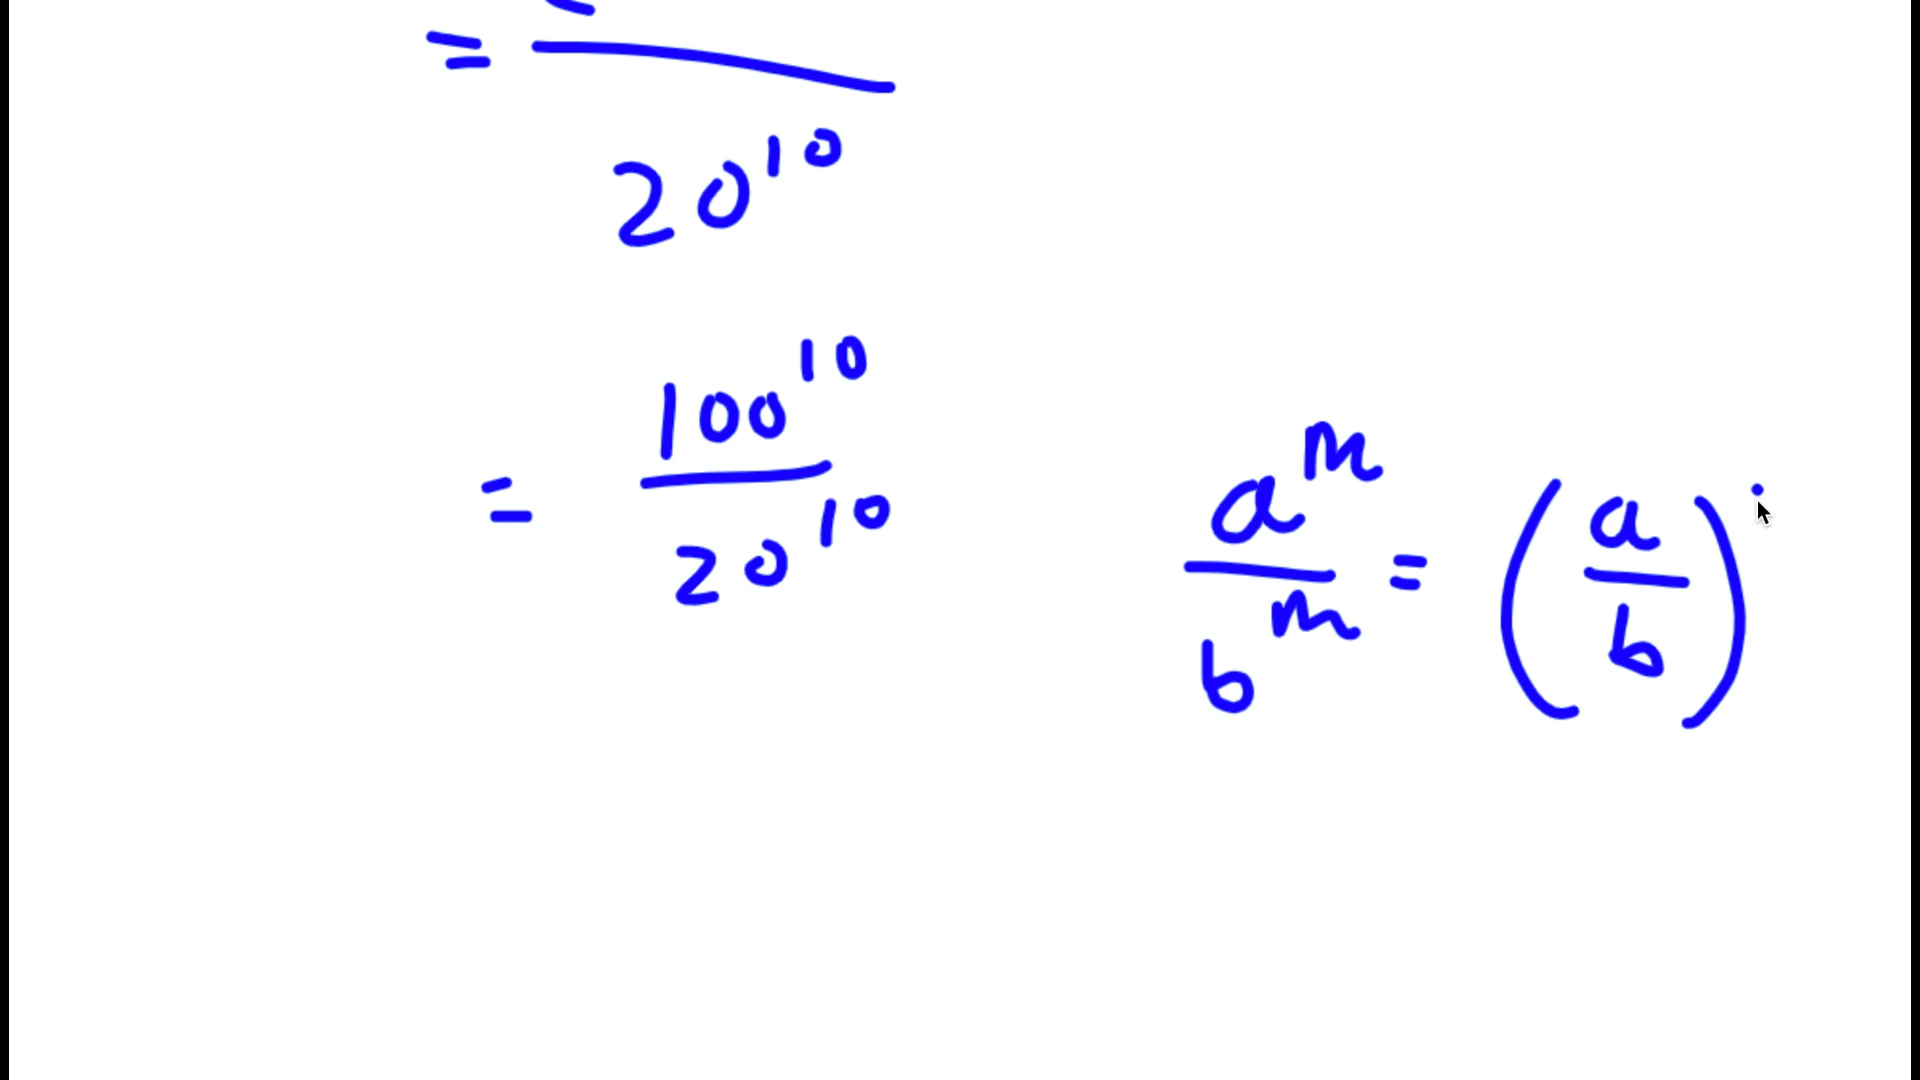 =
20^10
= 100^10 / 20^10
a^m / b^m = (a / b)